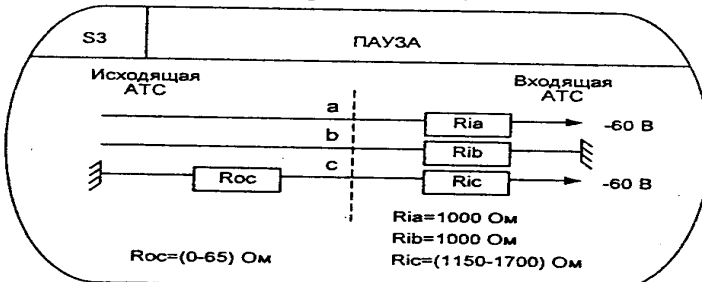 S3 ПАУЗА
Исходящая
АТС
Входящая
АТС
a
Ria
-60 В
b
Rib
Roc
c
Ric
-60 В
Ria=1000 Ом
Rib=1000 Ом
Roc=(0-65) Ом
Ric=(1150-1700) Ом